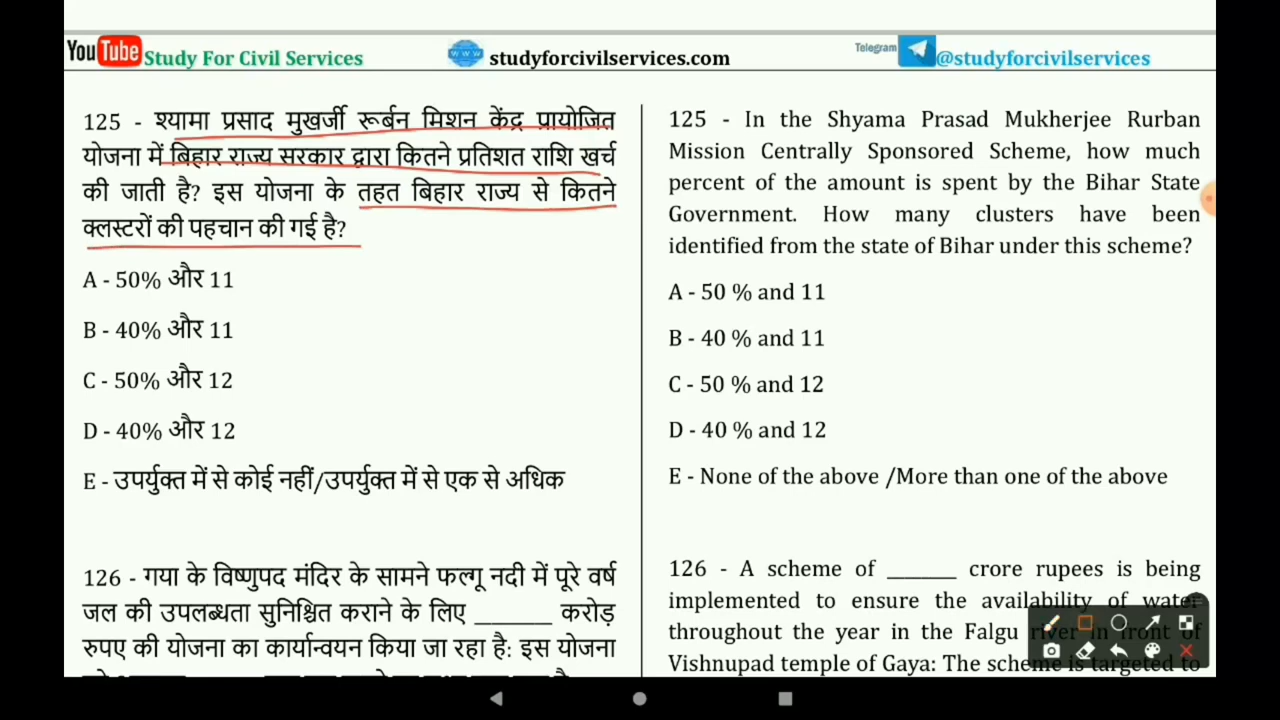 YouTube Study For Civil Services
www studyforcivilservices.com
Telegram @studyforcivilservices
125 - श्यामा प्रसाद मुखर्जी रूर्बन मिशन केंद्र प्रायोजित
योजना में बिहार राज्य सरकार द्वारा कितने प्रतिशत राशि खर्च
की जाती है? इस योजना के तहत बिहार राज्य से कितने
क्लस्टरों की पहचान की गई है?
A - 50% और 11
B - 40% और 11
C - 50% और 12
D - 40% और 12
E - उपर्युक्त में से कोई नहीं/उपर्युक्त में से एक से अधिक
126 - गया के विष्णुपद मंदिर के सामने फल्गू नदी में पूरे वर्ष
जल की उपलब्धता सुनिश्चित कराने के लिए _______ करोड़
रुपए की योजना का कार्यान्वयन किया जा रहा है: इस योजना
125 - In the Shyama Prasad Mukherjee Rurban
Mission Centrally Sponsored Scheme, how much
percent of the amount is spent by the Bihar State
Government. How many clusters have been
identified from the state of Bihar under this scheme?
A - 50 % and 11
B - 40 % and 11
C - 50 % and 12
D - 40 % and 12
E - None of the above /More than one of the above
126 - A scheme of _______ crore rupees is being
implemented to ensure the availability of water
throughout the year in the Falgu river in front of
Vishnupad temple of Gaya: The scheme is targeted to